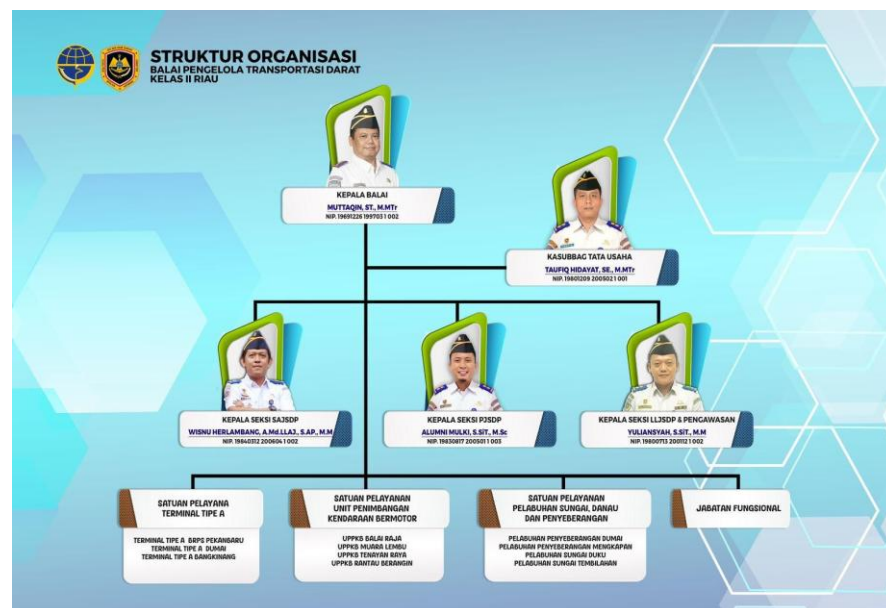 STRUKTUR ORGANISASI
BALAI PENGELOLA TRANSPORTASI DARAT
KELAS II RIAU
KEPALA BALAI
MUTTAQIN, ST., M.MTr
NIP. 19691226 199703 1 002
KASUBBAG TATA USAHA
TAUFIQ HIDAYAT, SE., M.MTr
NIP. 19801209 200502 1 001
KEPALA SEKSI SAJSDP
WISNU HERLAMBANG, A.Md.LLAJ., S.AP., M.M
NIP. 19840312 200604 1 002
KEPALA SEKSI PJSDP
ALUMNI MULKI, S.SiT., M.Sc
NIP. 19830817 200501 1 003
KEPALA SEKSI LLJSDP & PENGAWASAN
YULIANSYAH, S.SiT., M.M
NIP. 19800713 200112 1 002
SATUAN PELAYANA
TERMINAL TIPE A
TERMINAL TIPE A BRPS PEKANBARU
TERMINAL TIPE A DUMAI
TERMINAL TIPE A BANGKINANG
SATUAN PELAYANAN
UNIT PENIMBANGAN
KENDARAAN BERMOTOR
UPPKB BALAI RAJA
UPPKB MUARA LEMBU
UPPKB TENAYAN RAYA
UPPKB RANTAU BERANGIN
SATUAN PELAYANAN
PELABUHAN SUNGAI, DANAU
DAN PENYEBERANGAN
PELABUHAN PENYEBERANGAN DUMAI
PELABUHAN PENYEBERANGAN MENGKAPAN
PELABUHAN SUNGAI DUKU
PELABUHAN SUNGAI TEMBILAHAN
JABATAN FUNGSIONAL